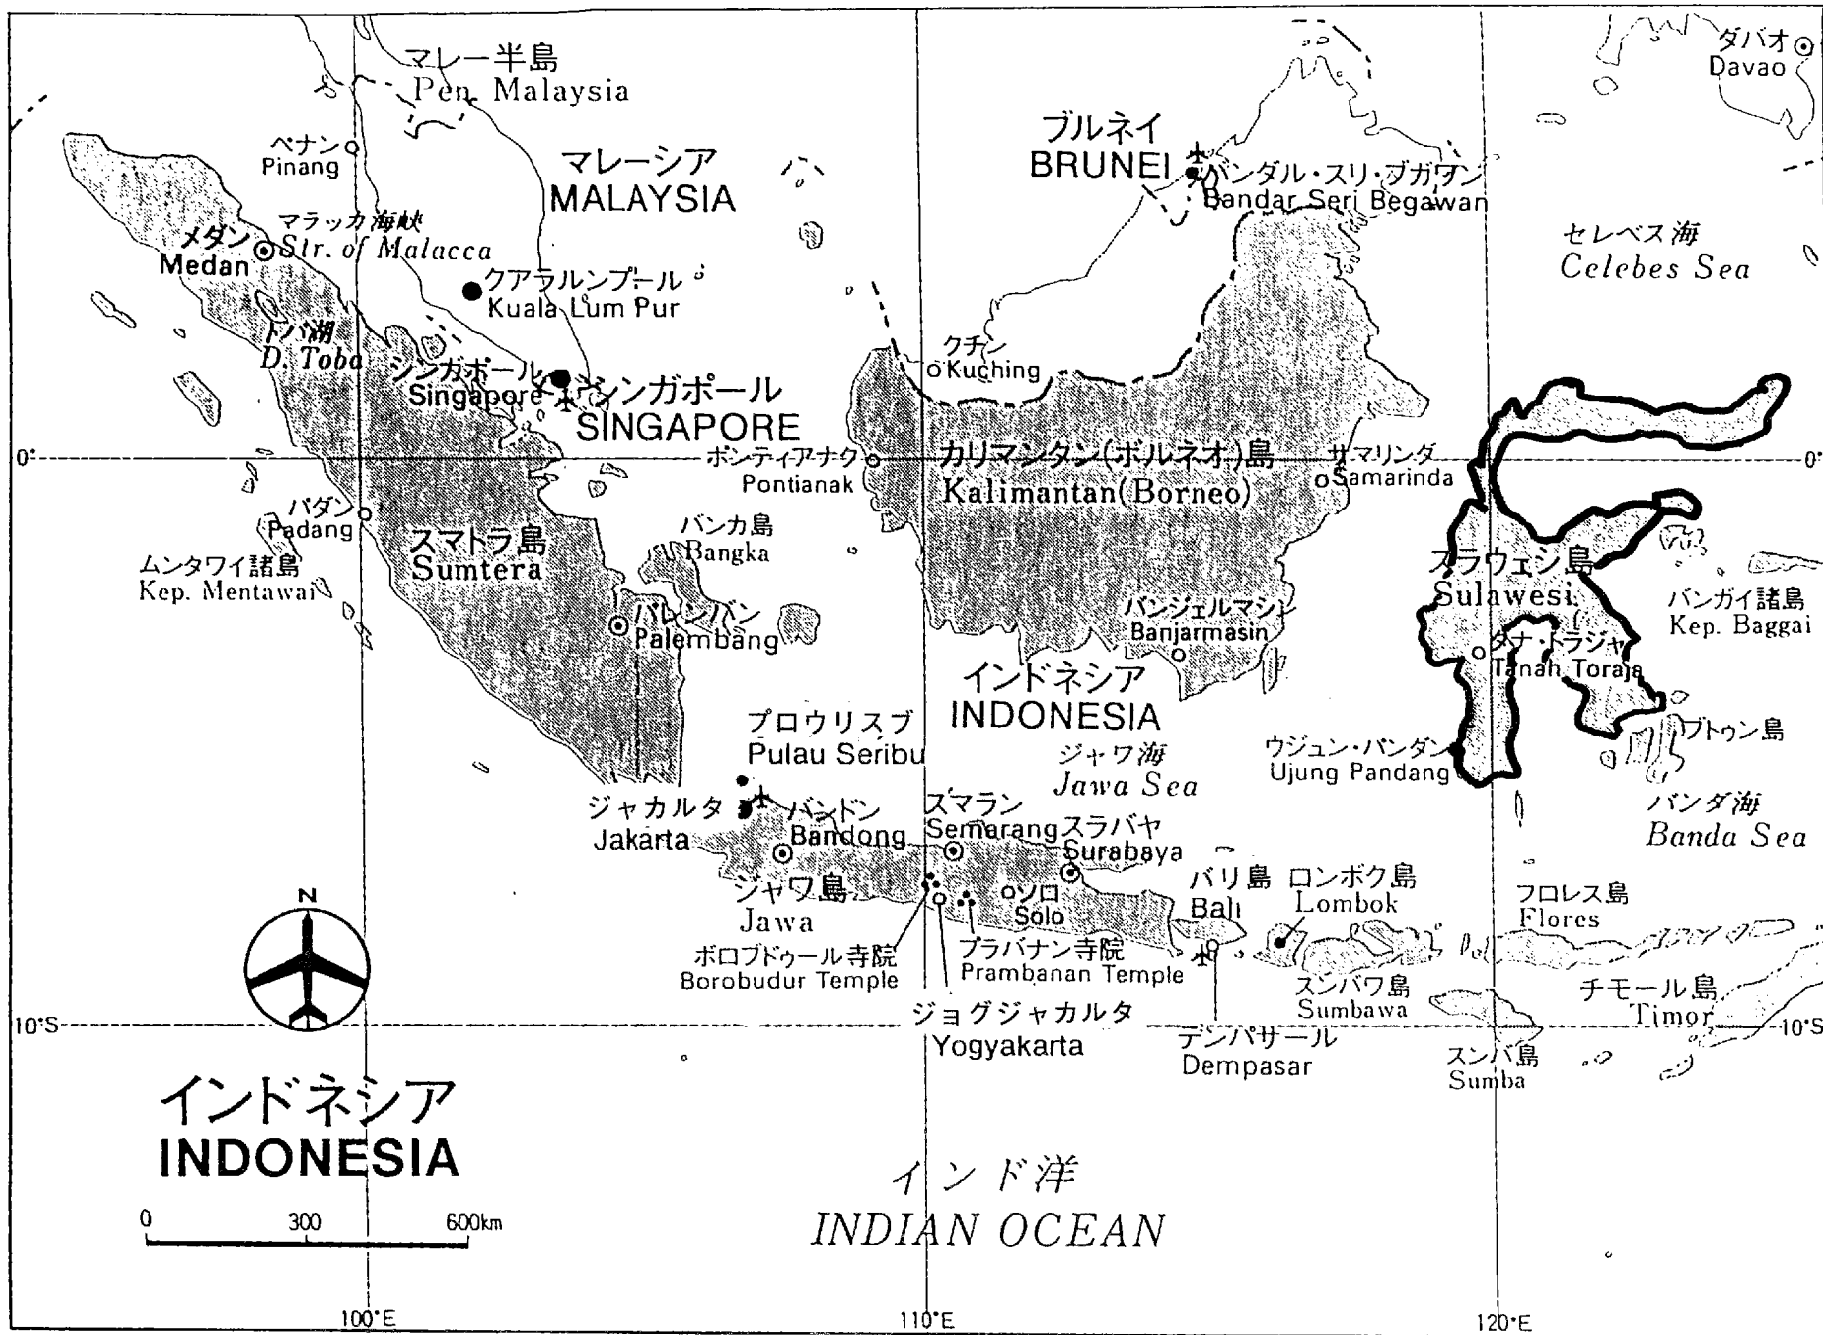 マレー半島
Pen. Malaysia
ダバオ
Davao
ペナン
Pinang
マレーシア
MALAYSIA
ブルネイ
BRUNEI
バンダル・スリ・ブガワン
Bandar Seri Begawan
マラッカ海峡
Str. of Malacca
メダン
Medan
セレベス海
Celebes Sea
クアラルンプール
Kuala Lum Pur
トバ湖
D. Toba
クチン
Kuching
シンガポール
Singapore
シンガポール
SINGAPORE
0°
ポンティアナク
Pontianak
カリマンタン(ボルネオ)島
Kalimantan(Borneo)
サマリンダ
Samarinda
0°
パダン
Padang
スマトラ島
Sumtera
バンカ島
Bangka
ムンタワイ諸島
Kep. Mentawai
スラウェシ島
Sulawesi
バンガイ諸島
Kep. Baggai
パレンバン
Palembang
バンジェルマシン
Banjarmasin
タナ・トラジャ
Tanah Toraja
インドネシア
INDONESIA
プロウリスブ
Pulau Seribu
ジャワ海
Jawa Sea
ウジュン・パンダン
Ujung Pandang
ブトゥン島
ジャカルタ
Jakarta
バンドン
Bandong
スマラン
Semarang
スラバヤ
Surabaya
バンダ海
Banda Sea
ジャワ島
Jawa
ソロ
Solo
バリ島
Bali
ロンボク島
Lombok
フロレス島
Flores
N
ボロブドゥール寺院
Borobudur Temple
プラバナン寺院
Prambanan Temple
スンバワ島
Sumbawa
チモール島
Timor
ジョグジャカルタ
Yogyakarta
デンパサール
Dempasar
スンバ島
Sumba
10°S
10°S
インドネシア
INDONESIA
インド洋
INDIAN OCEAN
0 300 600km
100°E
110°E
120°E